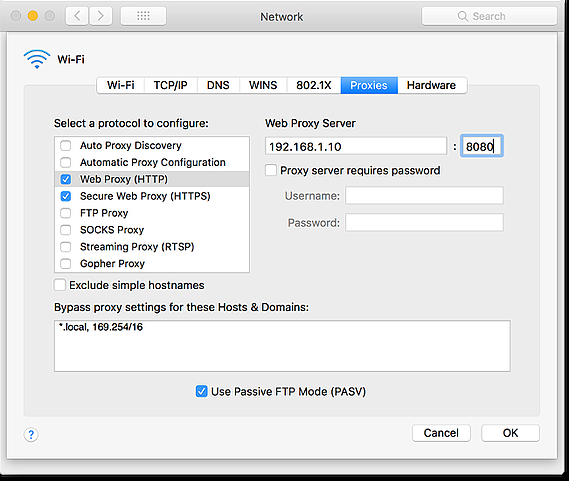 Network
Search
Wi-Fi
Wi-Fi TCP/IP DNS WINS 802.1X Proxies Hardware
Select a protocol to configure:
Auto Proxy Discovery
Automatic Proxy Configuration
Web Proxy (HTTP)
Secure Web Proxy (HTTPS)
FTP Proxy
SOCKS Proxy
Streaming Proxy (RTSP)
Gopher Proxy
Web Proxy Server
192.168.1.10 : 8080
Proxy server requires password
Username:
Password:
Exclude simple hostnames
Bypass proxy settings for these Hosts & Domains:
*.local, 169.254/16
Use Passive FTP Mode (PASV)
?
Cancel OK